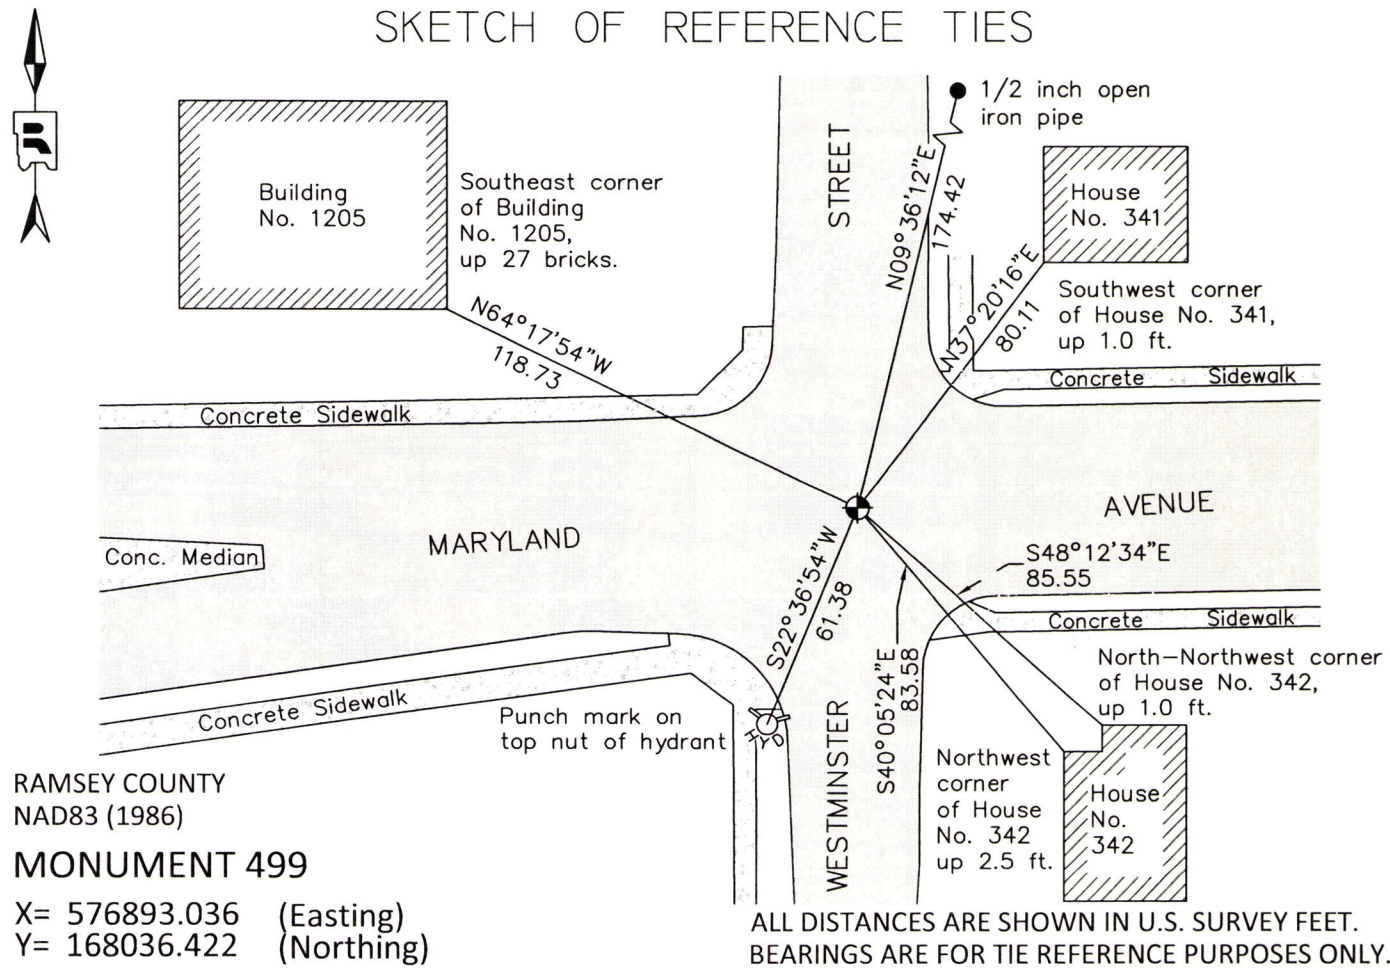 SKETCH OF REFERENCE TIES
1/2 inch open
iron pipe
Building
No. 1205
Southeast corner
of Building
No. 1205,
up 27 bricks.
STREET
N09°36'12"E
174.42
House
No. 341
N37°20'16"E
80.11
Southwest corner
of House No. 341,
up 1.0 ft.
N64°17'54"W
118.73
Concrete Sidewalk
Concrete Sidewalk
MARYLAND
AVENUE
Conc. Median
S22°36'54"W
61.38
S48°12'34"E
85.55
S40°05'24"E
83.58
Concrete Sidewalk
Concrete Sidewalk
North-Northwest corner
of House No. 342,
up 1.0 ft.
Punch mark on
top nut of hydrant
HYD
WESTMINSTER
Northwest
corner
of House
No. 342
up 2.5 ft.
House
No.
342
RAMSEY COUNTY
NAD83 (1986)
MONUMENT 499
X= 576893.036 (Easting)
Y= 168036.422 (Northing)
ALL DISTANCES ARE SHOWN IN U.S. SURVEY FEET.
BEARINGS ARE FOR TIE REFERENCE PURPOSES ONLY.